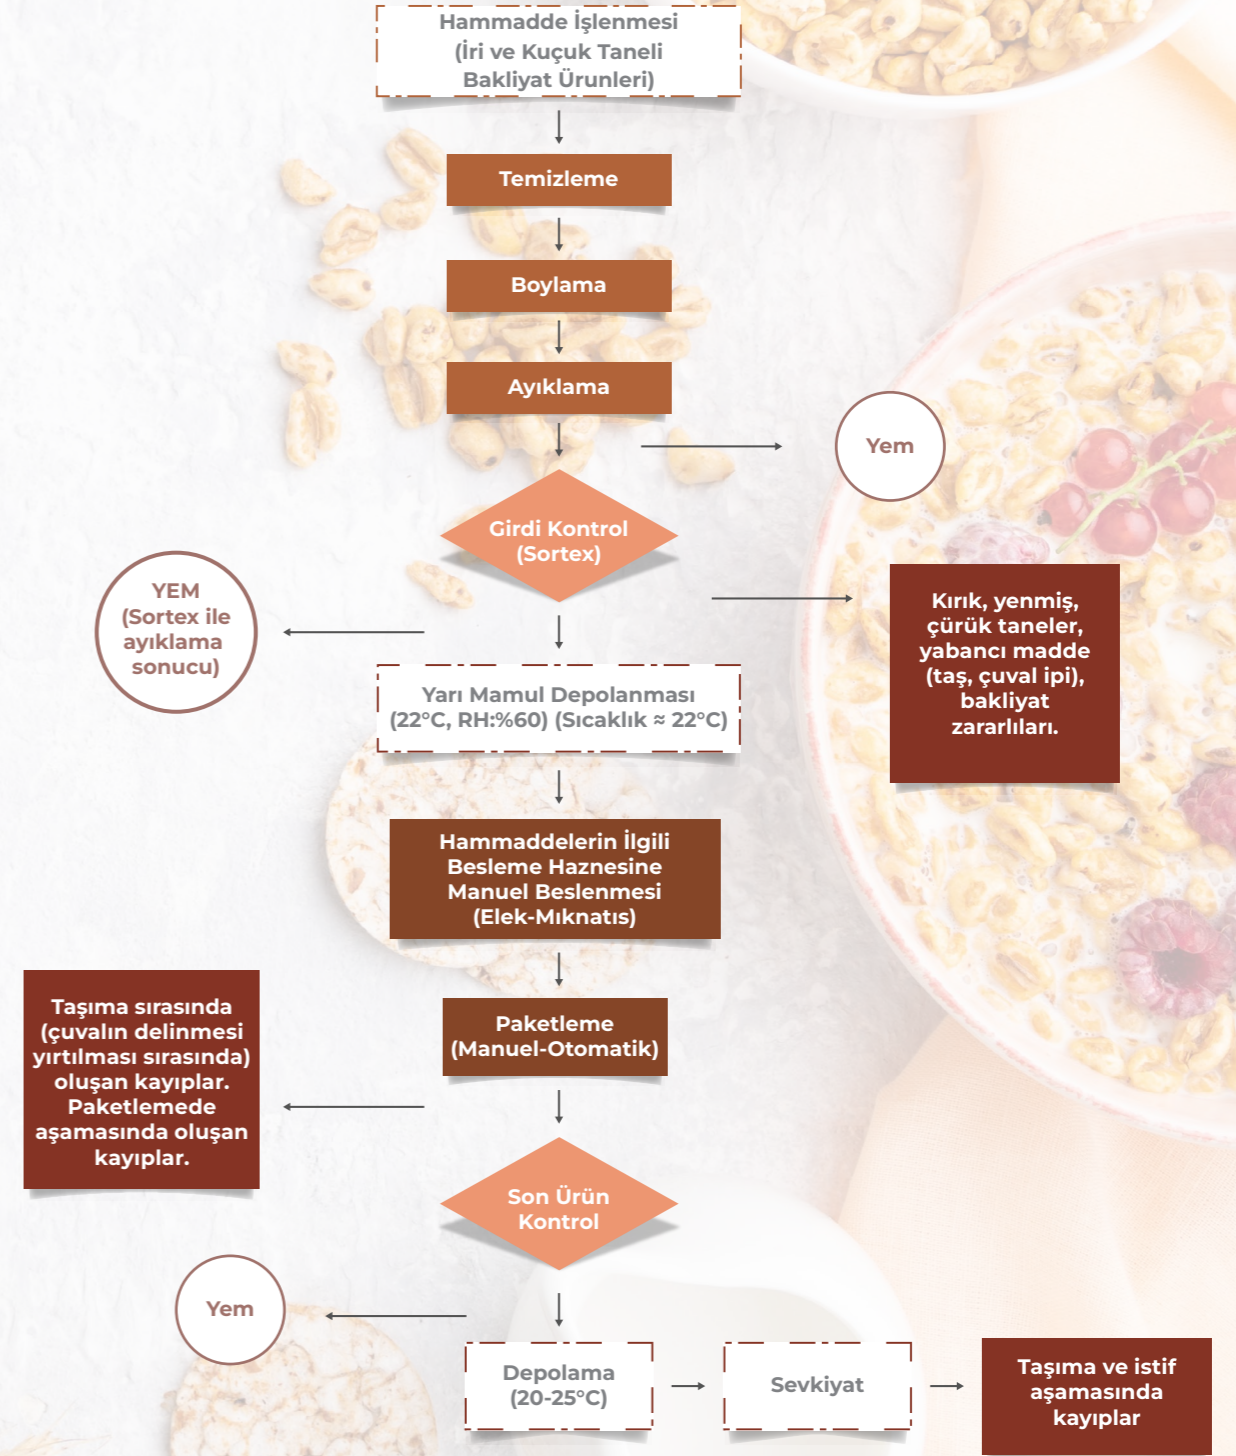 Hammadde İşlenmesi
(İri ve Kuçuk Taneli
Bakliyat Ürunleri)
Temizleme
Boylama
Ayıklama
Yem
Girdi Kontrol
(Sortex)
YEM
(Sortex ile
ayıklama
sonucu)
Kırık, yenmiş,
çürük taneler,
yabancı madde
(taş, çuval ipi),
bakliyat
zararlıları.
Yarı Mamul Depolanması
(22°C, RH:%60) (Sıcaklık ≈ 22°C)
Hammaddelerin İlgili
Besleme Haznesine
Manuel Beslenmesi
(Elek-Mıknatıs)
Paketleme
(Manuel-Otomatik)
Taşıma sırasında
(çuvalın delinmesi
yırtılması sırasında)
oluşan kayıplar.
Paketlemede
aşamasında oluşan
kayıplar.
Son Ürün
Kontrol
Yem
Depolama
(20-25°C)
Sevkiyat
Taşıma ve istif
aşamasında
kayıplar